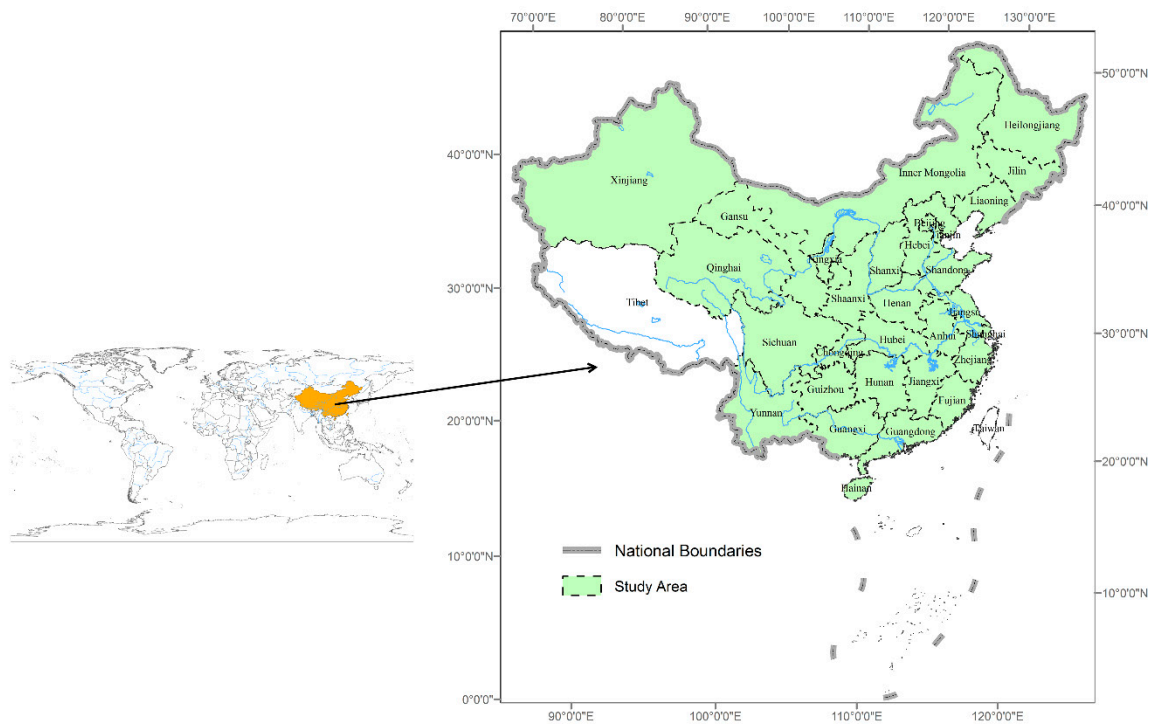 70°0'0"E 80°0'0"E 90°0'0"E 100°0'0"E 110°0'0"E 120°0'0"E 130°0'0"E
50°0'0"N
Heilongjiang
40°0'0"N
Inner Mongolia
Jilin
Xinjiang
Liaoning
40°0'0"N
Gansu
Beijing
Tianjin
Hebei
Ningxia
Qinghai
Shanxi
Shandong
30°0'0"N
Tibet
Shaanxi
Henan
Jiangsu
30°0'0"N
Sichuan
Hubei
Anhui
Shanghai
Chongqing
Zhejiang
Guizhou
Hunan
Jiangxi
Fujian
20°0'0"N
Yunnan
Guangxi
Guangdong
Taiwan
20°0'0"N
Hainan
National Boundaries
10°0'0"N
Study Area
10°0'0"N
0°0'0"
90°0'0"E 100°0'0"E 110°0'0"E 120°0'0"E